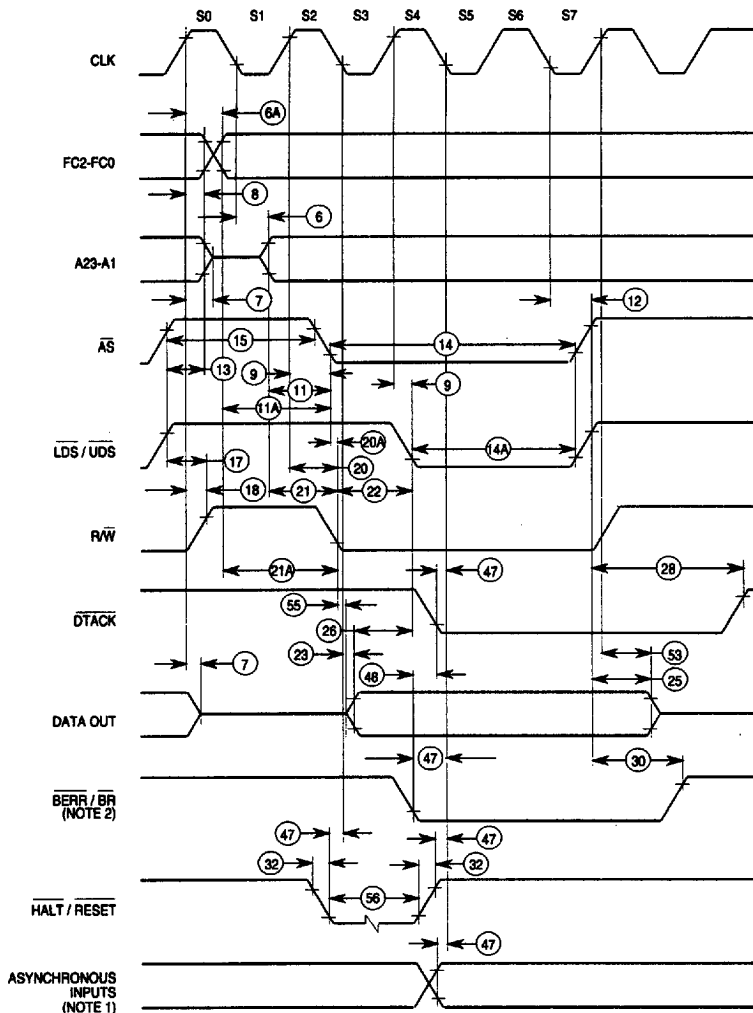 S0 S1 S2 S3 S4 S5 S6 S7
CLK
6A
FC2-FC0
8
6
A23-A1
7
12
15
14
AS
13
9
9
11
11A
20A
14A
LDS / UDS
17
20
18
21
22
R/W
21A
47
28
55
DTACK
26
23
53
7
48
25
DATA OUT
47
30
BERR / BR
(NOTE 2)
47
47
32
32
56
HALT / RESET
47
ASYNCHRONOUS
INPUTS
(NOTE 1)